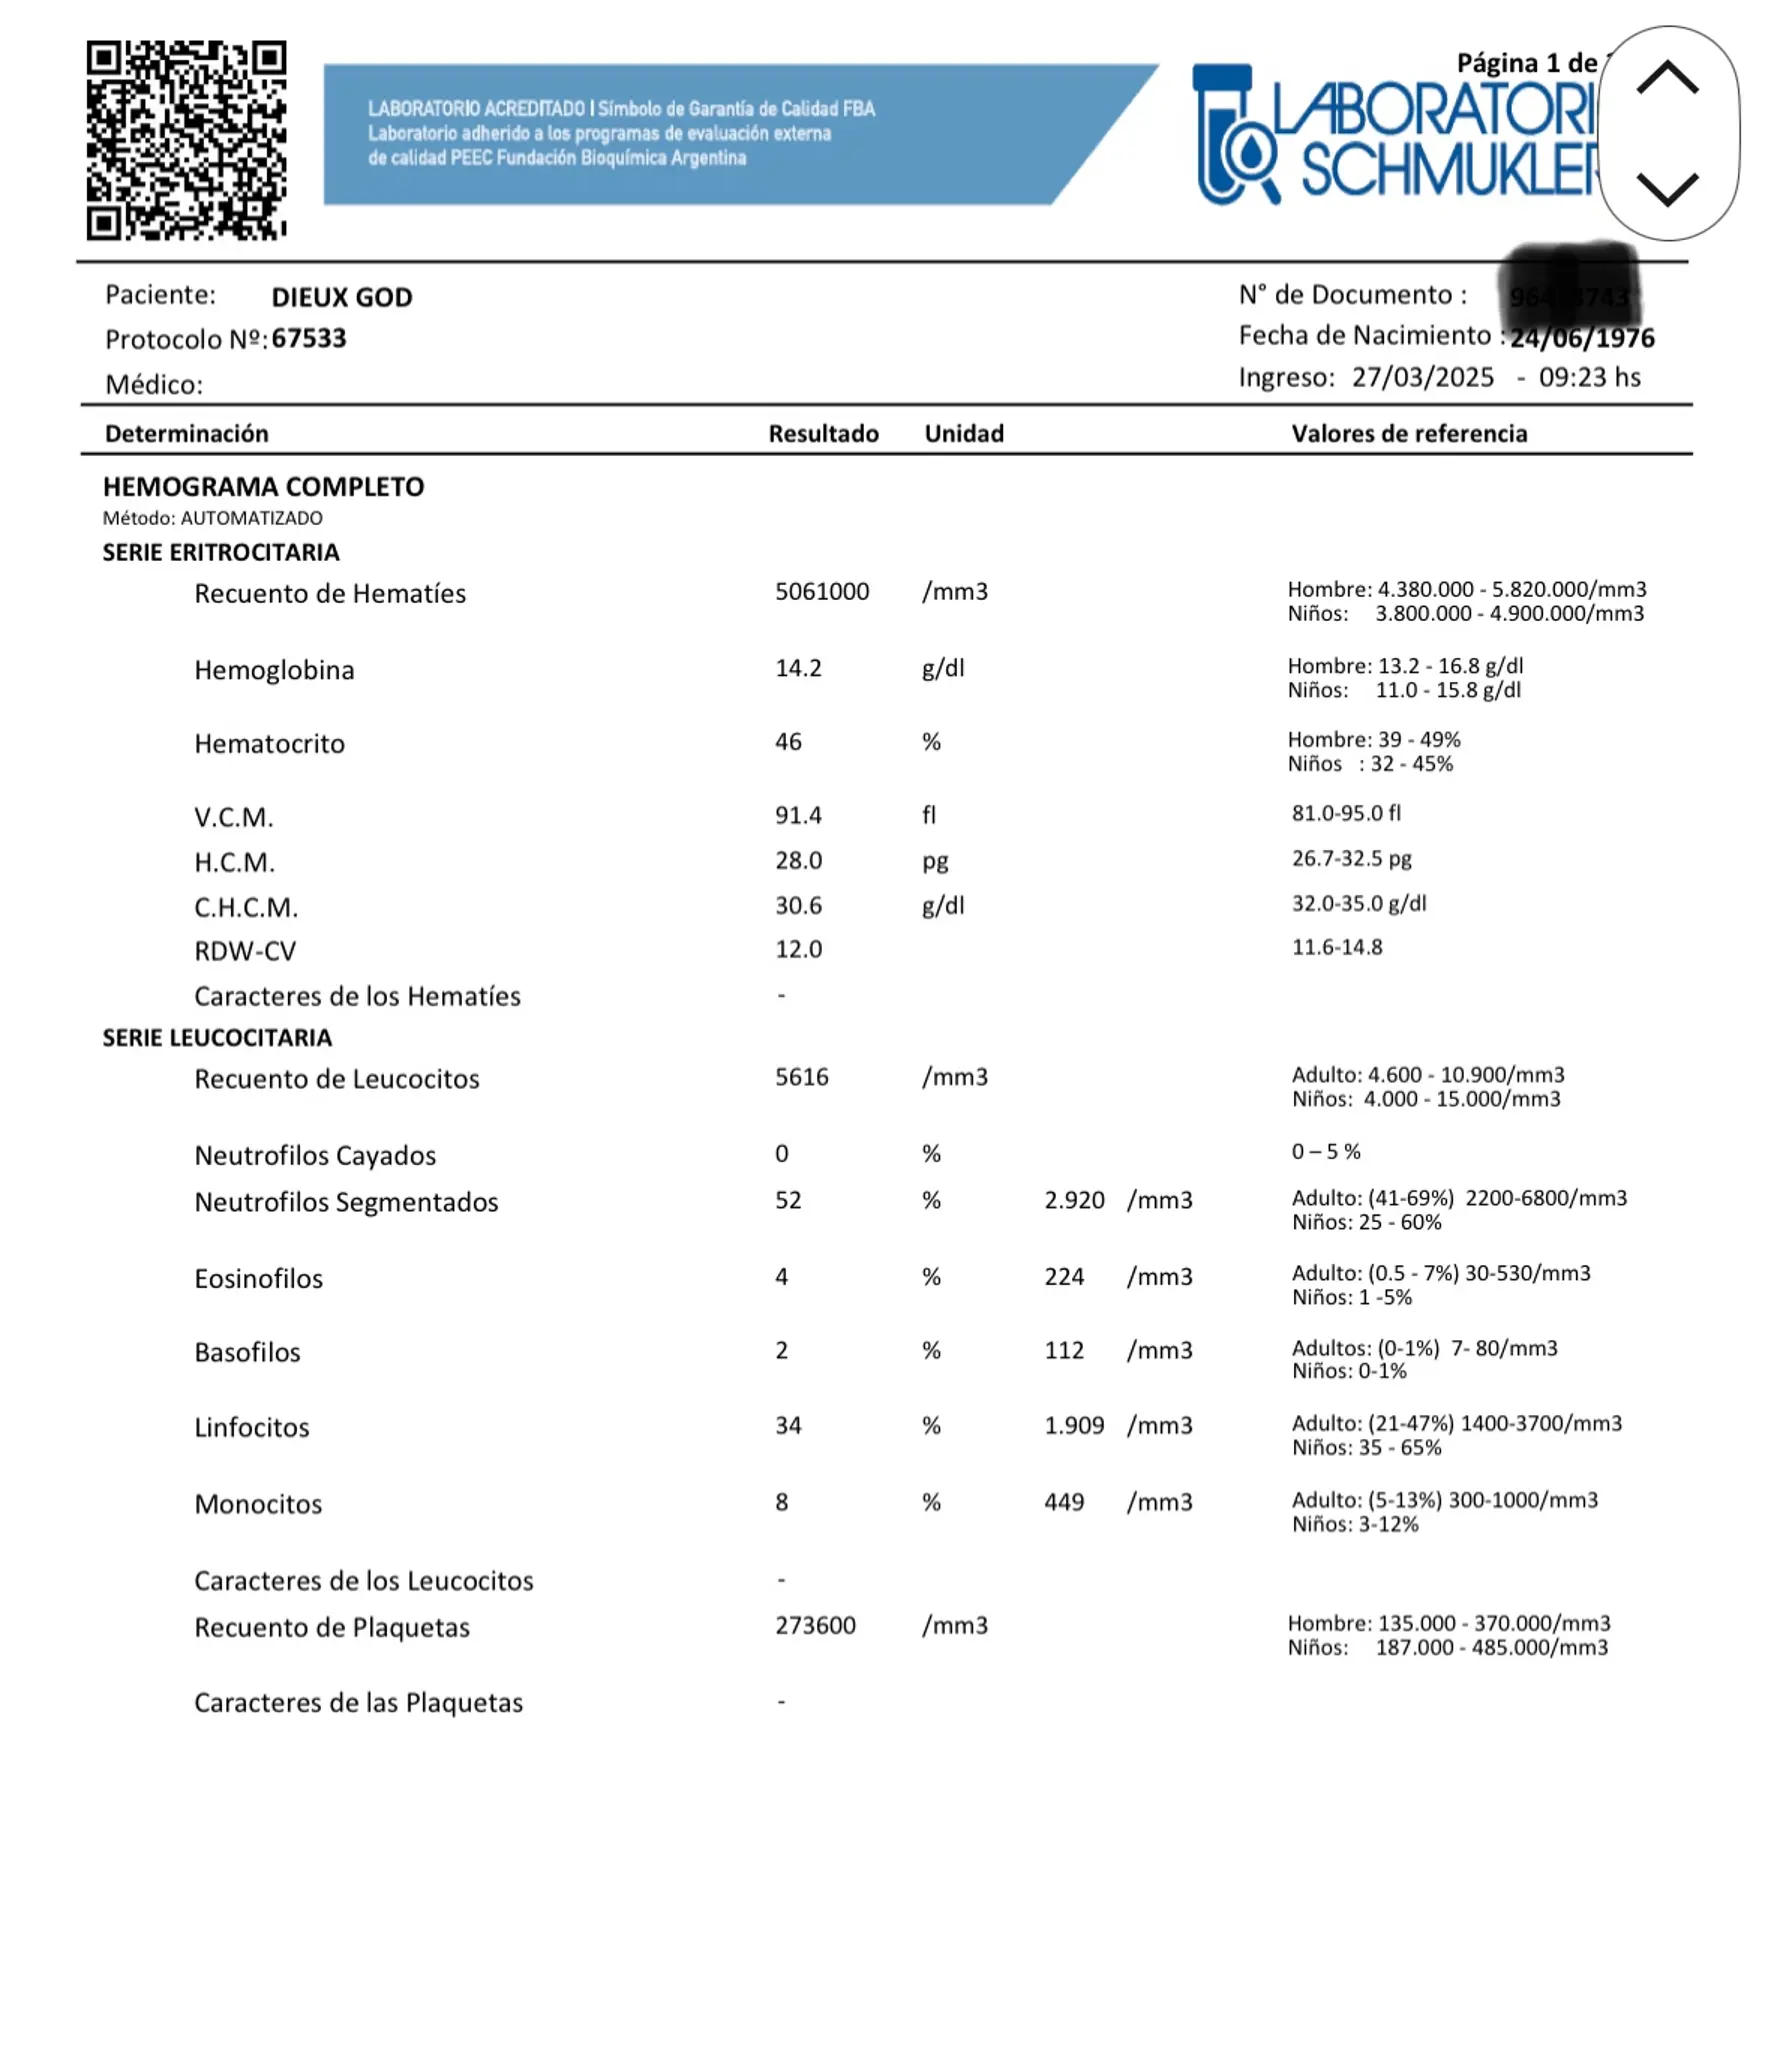 Página 1 de
LABORATORIO ACREDITADO | Símbolo de Garantía de Calidad FBA
Laboratorio adherido a los programas de evaluación externa
de calidad PEEC Fundación Bioquímica Argentina
LABORATORI
SCHMUKLER
Paciente: DIEUX GOD N° de Documento :
Protocolo Nº: 67533 Fecha de Nacimiento : 24/06/1976
Médico: Ingreso: 27/03/2025 - 09:23 hs
Determinación Resultado Unidad Valores de referencia
HEMOGRAMA COMPLETO
Método: AUTOMATIZADO
SERIE ERITROCITARIA
Recuento de Hematíes 5061000 /mm3 Hombre: 4.380.000 - 5.820.000/mm3
Niños: 3.800.000 - 4.900.000/mm3
Hemoglobina 14.2 g/dl Hombre: 13.2 - 16.8 g/dl
Niños: 11.0 - 15.8 g/dl
Hematocrito 46 % Hombre: 39 - 49%
Niños : 32 - 45%
V.C.M. 91.4 fl 81.0-95.0 fl
H.C.M. 28.0 pg 26.7-32.5 pg
C.H.C.M. 30.6 g/dl 32.0-35.0 g/dl
RDW-CV 12.0 11.6-14.8
Caracteres de los Hematíes -
SERIE LEUCOCITARIA
Recuento de Leucocitos 5616 /mm3 Adulto: 4.600 - 10.900/mm3
Niños: 4.000 - 15.000/mm3
Neutrofilos Cayados 0 % 0 – 5 %
Neutrofilos Segmentados 52 % 2.920 /mm3 Adulto: (41-69%) 2200-6800/mm3
Niños: 25 - 60%
Eosinofilos 4 % 224 /mm3 Adulto: (0.5 - 7%) 30-530/mm3
Niños: 1 -5%
Basofilos 2 % 112 /mm3 Adultos: (0-1%) 7- 80/mm3
Niños: 0-1%
Linfocitos 34 % 1.909 /mm3 Adulto: (21-47%) 1400-3700/mm3
Niños: 35 - 65%
Monocitos 8 % 449 /mm3 Adulto: (5-13%) 300-1000/mm3
Niños: 3-12%
Caracteres de los Leucocitos -
Recuento de Plaquetas 273600 /mm3 Hombre: 135.000 - 370.000/mm3
Niños: 187.000 - 485.000/mm3
Caracteres de las Plaquetas -